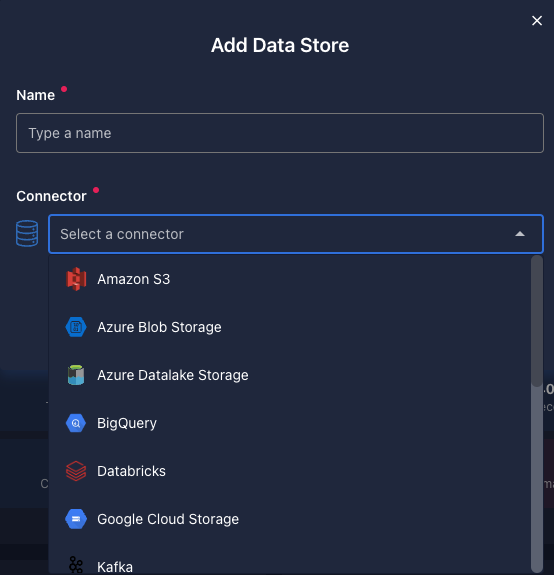 Add Data Store
Name
Type a name
Connector
Select a connector
Amazon S3
Azure Blob Storage
Azure Datalake Storage
BigQuery
Databricks
Google Cloud Storage
Kafka